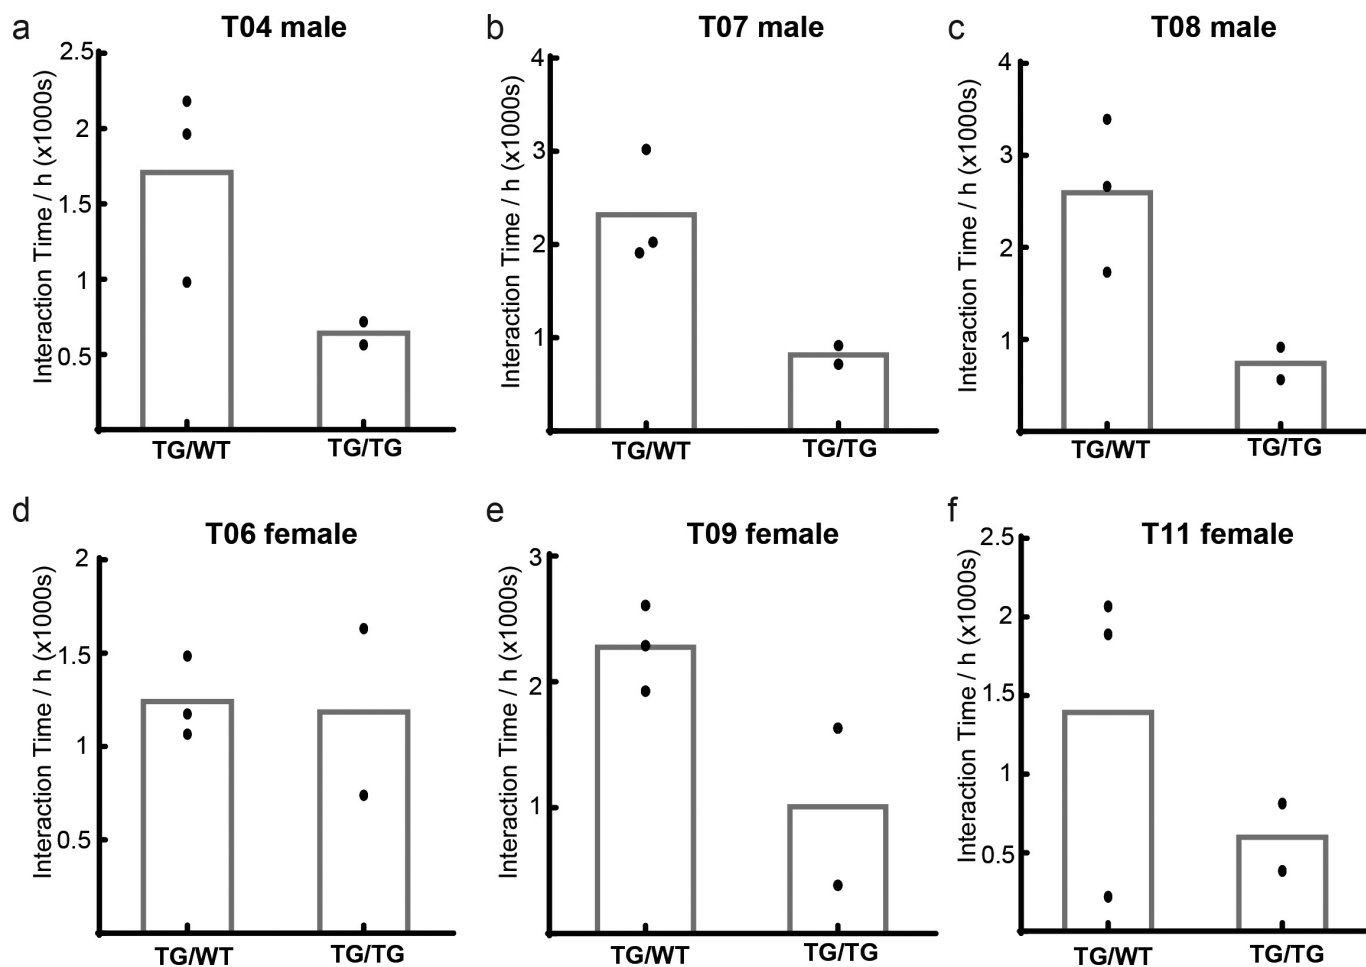 a
T04 male
Interaction Time / h (x1000s)
2.5
2
1.5
1
0.5
TG/WT
TG/TG
b
T07 male
Interaction Time / h (x1000s)
4
3
2
1
TG/WT
TG/TG
c
T08 male
Interaction Time / h (x1000s)
4
3
2
1
TG/WT
TG/TG
d
T06 female
Interaction Time / h (x1000s)
2
1.5
1
0.5
TG/WT
TG/TG
e
T09 female
Interaction Time / h (x1000s)
3
2
1
TG/WT
TG/TG
f
T11 female
Interaction Time / h (x1000s)
2.5
2
1.5
1
0.5
TG/WT
TG/TG